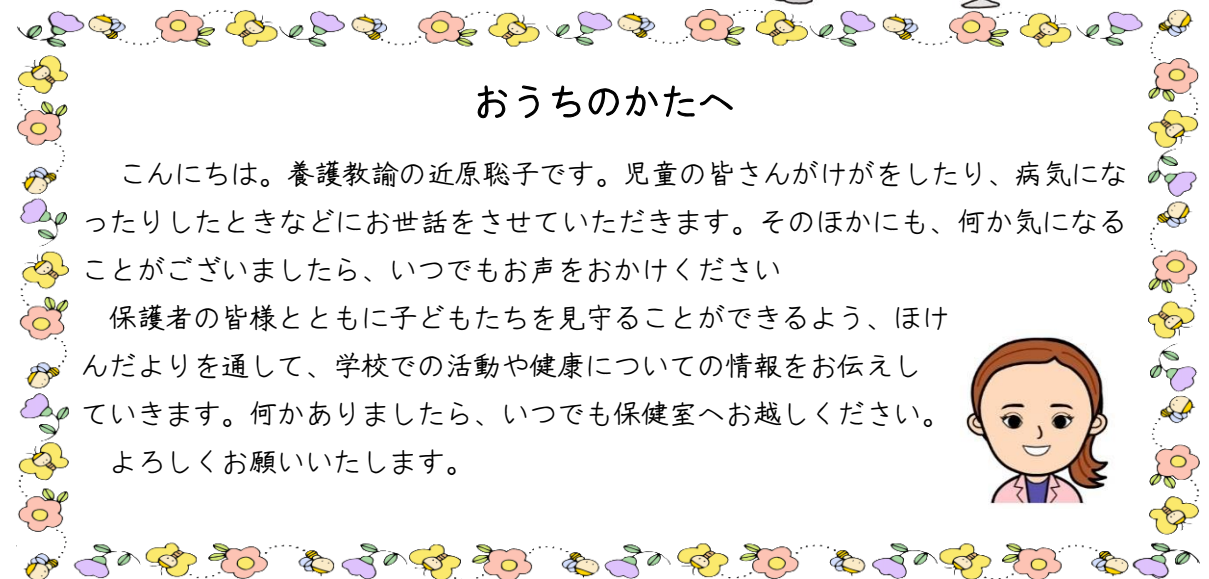 おうちのかたへ
こんにちは。養護教諭の近原聡子です。児童の皆さんがけがをしたり、病気にな
ったりしたときなどにお世話をさせていただきます。そのほかにも、何か気になる
ことがございましたら、いつでもお声をおかけください
保護者の皆様とともに子どもたちを見守ることができるよう、ほけ
んだよりを通して、学校での活動や健康についての情報をお伝えし
ていきます。何かありましたら、いつでも保健室へお越しください。
よろしくお願いいたします。